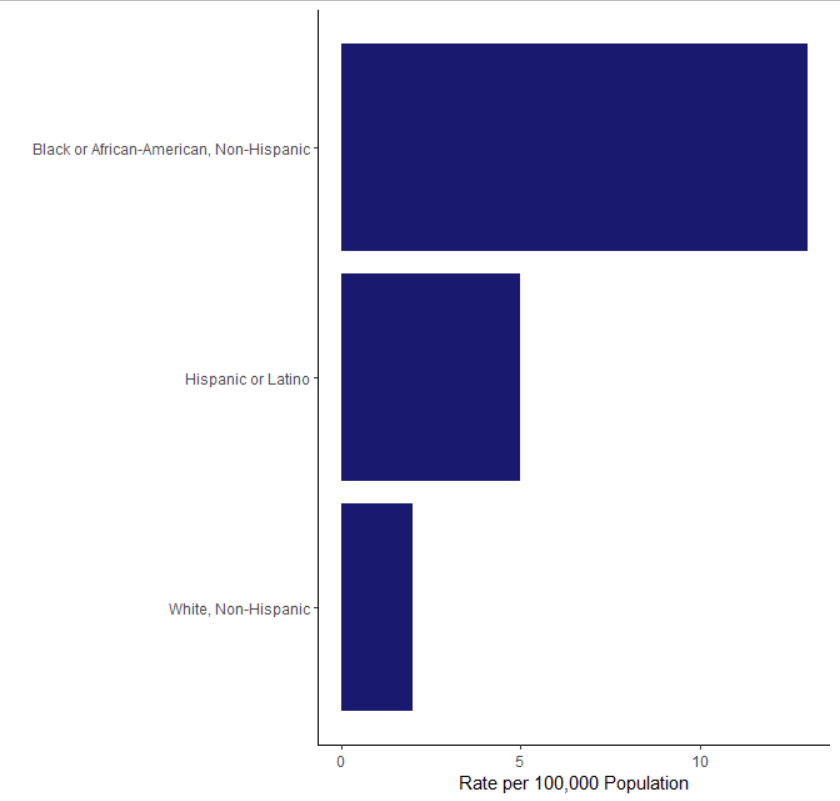 Black or African-American, Non-Hispanic
Hispanic or Latino
White, Non-Hispanic
0 5 10
Rate per 100,000 Population